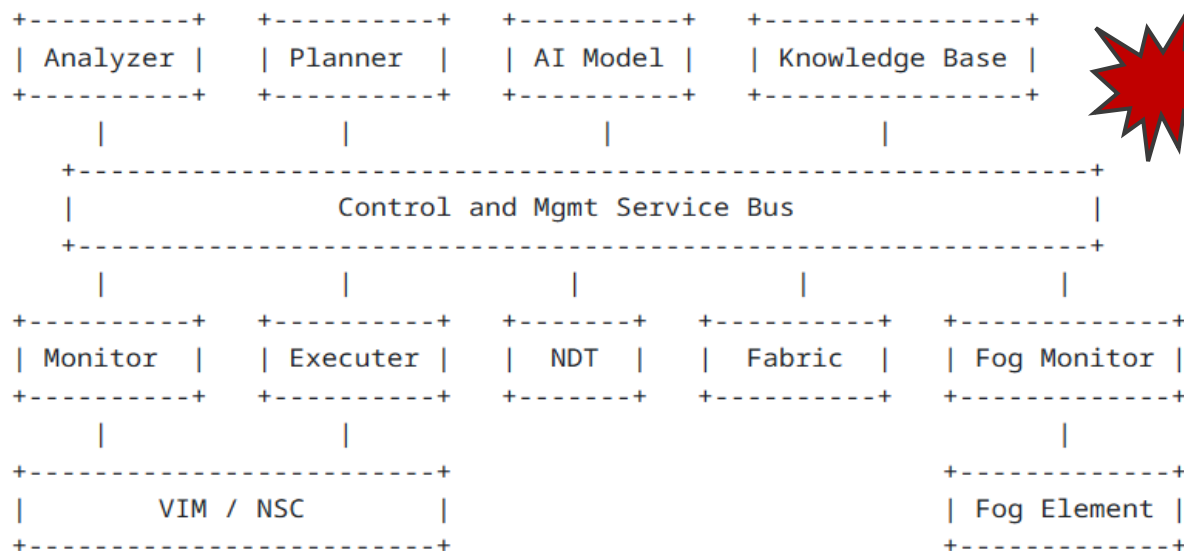 Analyzer Planner AI Model Knowledge Base
Control and Mgmt Service Bus
Monitor Executer NDT Fabric Fog Monitor
VIM / NSC Fog Element